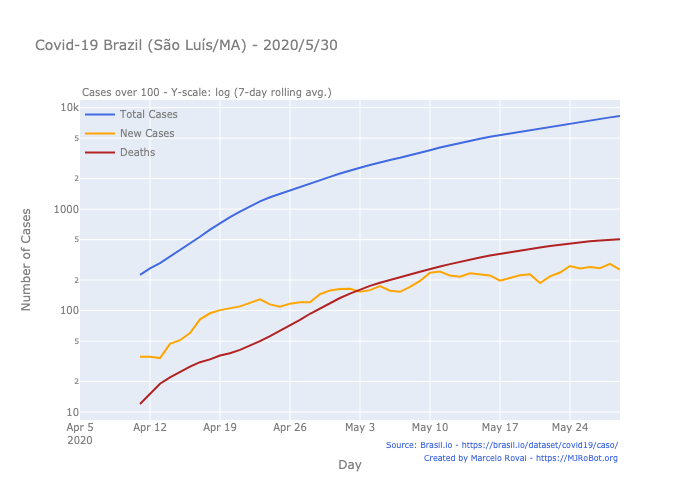 Covid-19 Brazil (São Luís/MA) - 2020/5/30
Cases over 100 - Y-scale: log (7-day rolling avg.)
Total Cases
New Cases
Deaths
10k
5
2
1000
5
2
100
5
2
10
Number of Cases
Apr 5 Apr 12 Apr 19 Apr 26 May 3 May 10 May 17 May 24
2020
Day
Source: Brasil.io - https://brasil.io/dataset/covid19/caso/
Created by Marcelo Rovai - https://MJRoBot.org